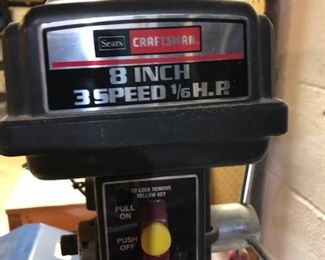 Sears CRAFTSMAN
8 INCH
3 SPEED 1/6 H.P.
TO LOCK REMOVE
YELLOW KEY
PULL
ON
PUSH
OFF